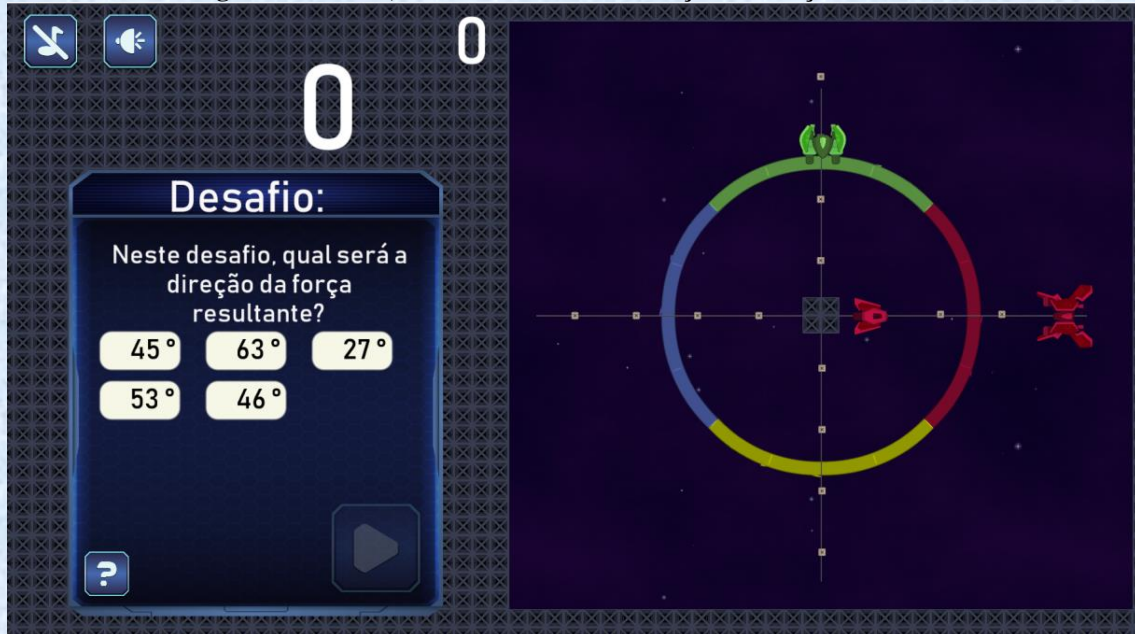 0
0
Desafio:
Neste desafio, qual será a
direção da força
resultante?
45° 63° 27°
53° 46°
?